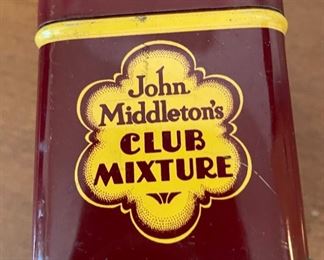 John
Middleton's
CLUB
MIXTURE